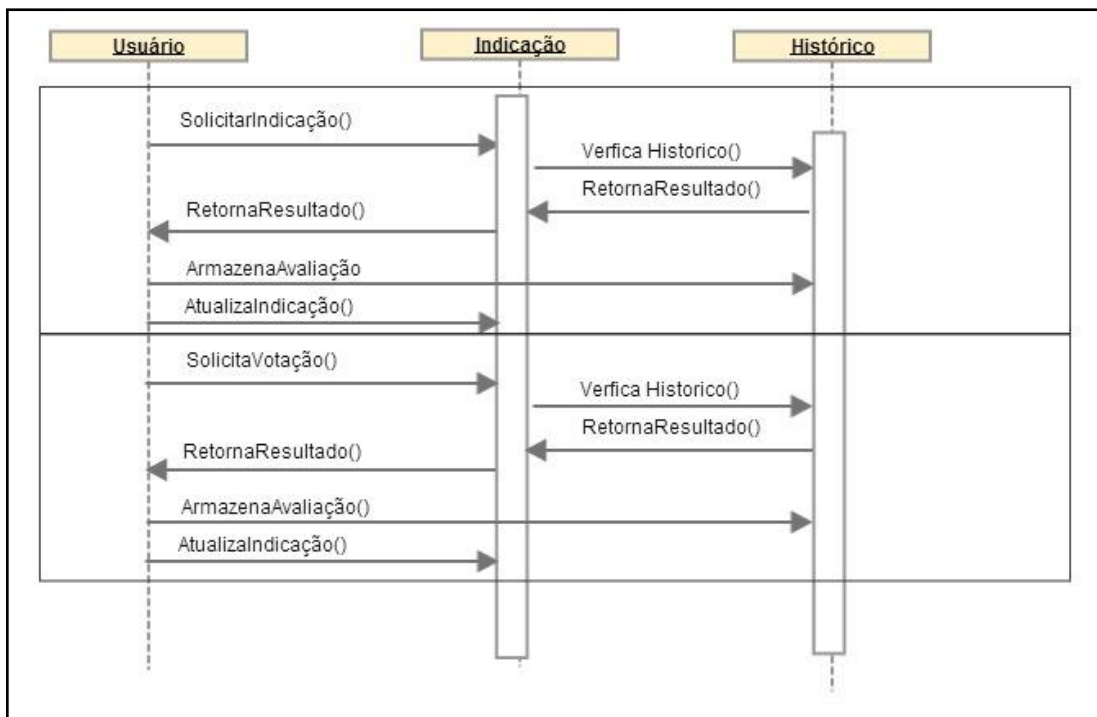 Usuário
Indicação
Histórico
SolicitarIndicação()
Verfica Historico()
RetornaResultado()
RetornaResultado()
ArmazenaAvaliação
AtualizaIndicação()
SolicitaVotação()
Verfica Historico()
RetornaResultado()
RetornaResultado()
ArmazenaAvaliação()
AtualizaIndicação()